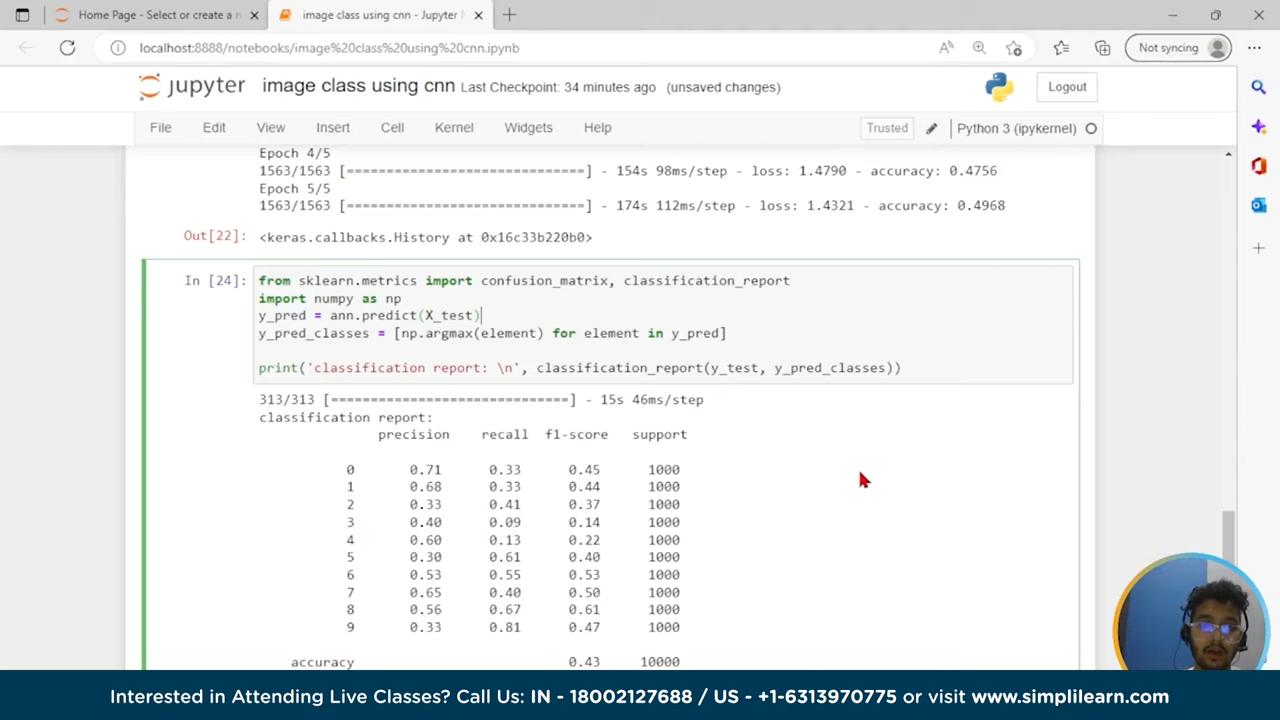 Home Page - Select or create a n
image class using cnn - Jupyter
localhost:8888/notebooks/image%20class%20using%20cnn.ipynb
Not syncing
jupyter image class using cnn Last Checkpoint: 34 minutes ago (unsaved changes)
Logout
File Edit View Insert Cell Kernel Widgets Help
Trusted
Python 3 (ipykernel)
Epoch 4/5
1563/1563 [==============================] - 154s 98ms/step - loss: 1.4790 - accuracy: 0.4756
Epoch 5/5
1563/1563 [==============================] - 174s 112ms/step - loss: 1.4321 - accuracy: 0.4968
Out[22]: <keras.callbacks.History at 0x16c33b220b0>
In [24]: from sklearn.metrics import confusion_matrix, classification_report
import numpy as np
y_pred = ann.predict(X_test)
y_pred_classes = [np.argmax(element) for element in y_pred]
print('classification report: \n', classification_report(y_test, y_pred_classes))
313/313 [==============================] - 15s 46ms/step
classification report:
precision recall f1-score support
0 0.71 0.33 0.45 1000
1 0.68 0.33 0.44 1000
2 0.33 0.41 0.37 1000
3 0.40 0.09 0.14 1000
4 0.60 0.13 0.22 1000
5 0.30 0.61 0.40 1000
6 0.53 0.55 0.53 1000
7 0.65 0.40 0.50 1000
8 0.56 0.67 0.61 1000
9 0.33 0.81 0.47 1000
accuracy 0.43 10000
Interested in Attending Live Classes? Call Us: IN - 18002127688 / US - +1-6313970775 or visit www.simplilearn.com